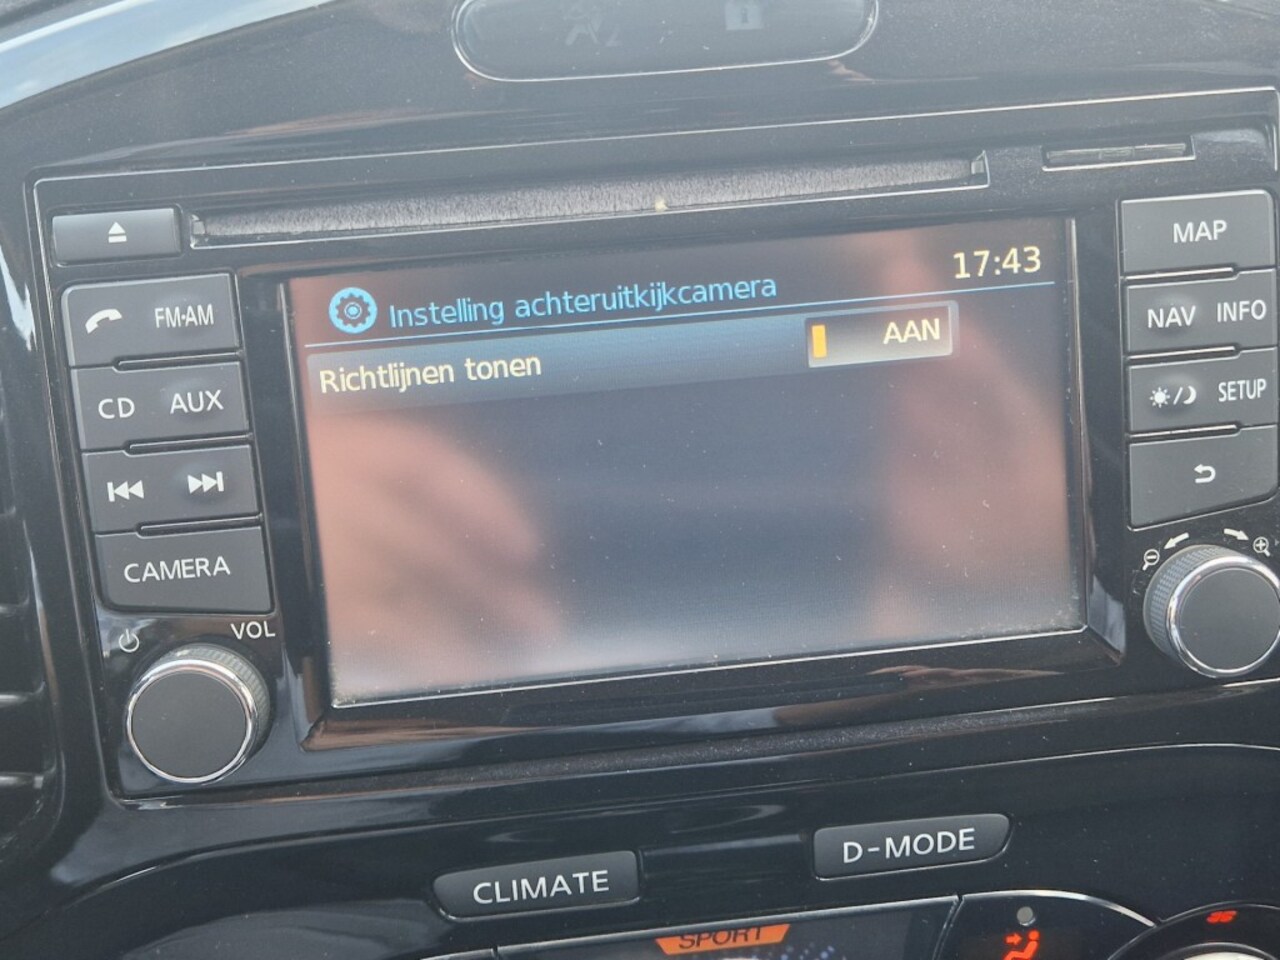 17:43
Instelling achteruitkijkcamera
Richtlijnen tonen AAN
FM·AM
CD AUX
CAMERA
VOL
MAP
NAV INFO
SETUP
CLIMATE
D-MODE
SPORT